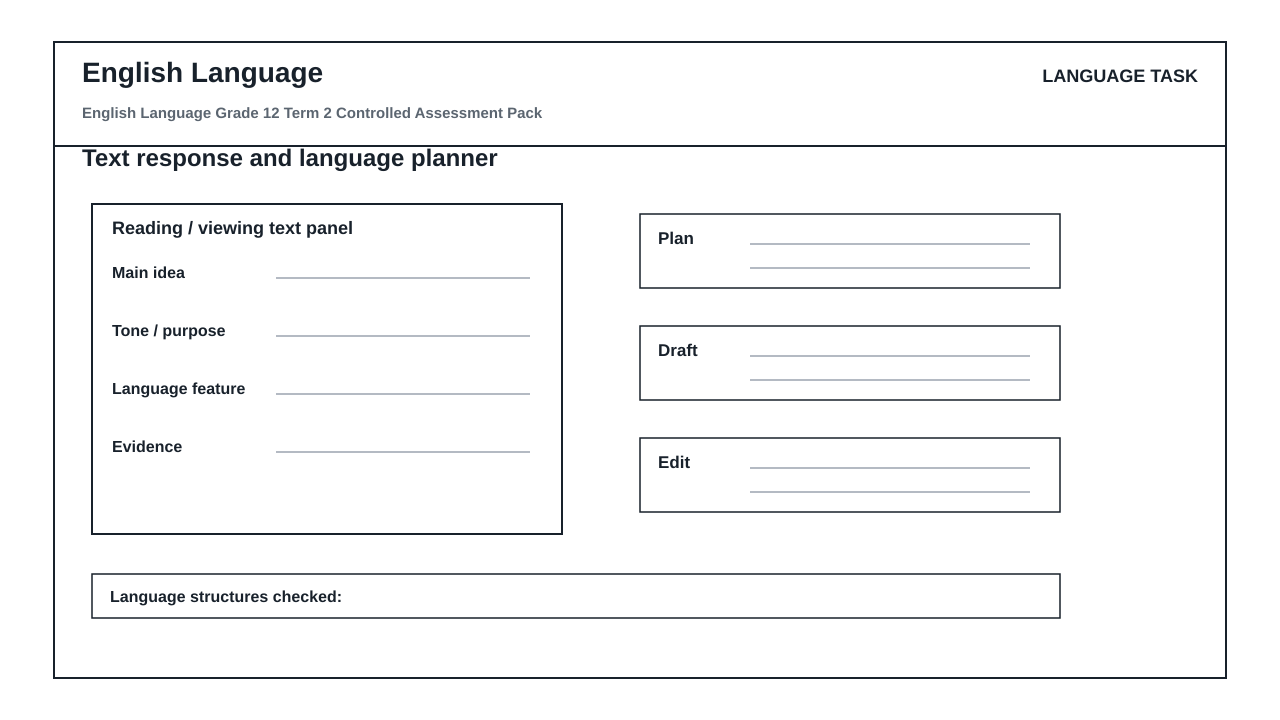 English Language
LANGUAGE TASK
English Language Grade 12 Term 2 Controlled Assessment Pack
Text response and language planner
Reading / viewing text panel
Main idea
Tone / purpose
Language feature
Evidence
Plan
Draft
Edit
Language structures checked: